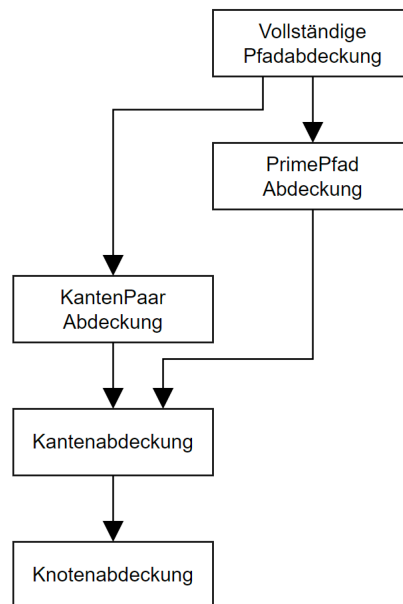 Vollständige
Pfadabdeckung
PrimePfad
Abdeckung
KantenPaar
Abdeckung
Kantenabdeckung
Knotenabdeckung